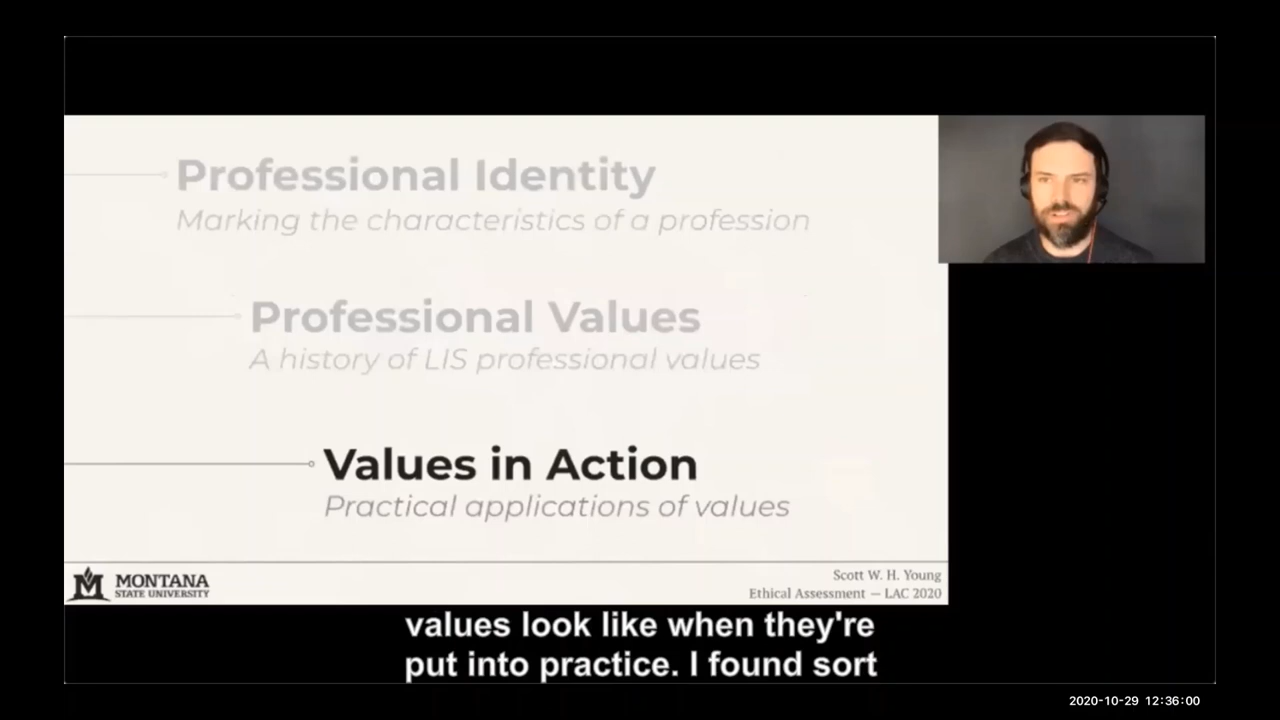 Professional Identity
Marking the characteristics of a profession
Professional Values
A history of LIS professional values
Values in Action
Practical applications of values
M MONTANA
STATE UNIVERSITY
Scott W. H. Young
Ethical Assessment — LAC 2020
values look like when they're
put into practice. I found sort
2020-10-29 12:36:00